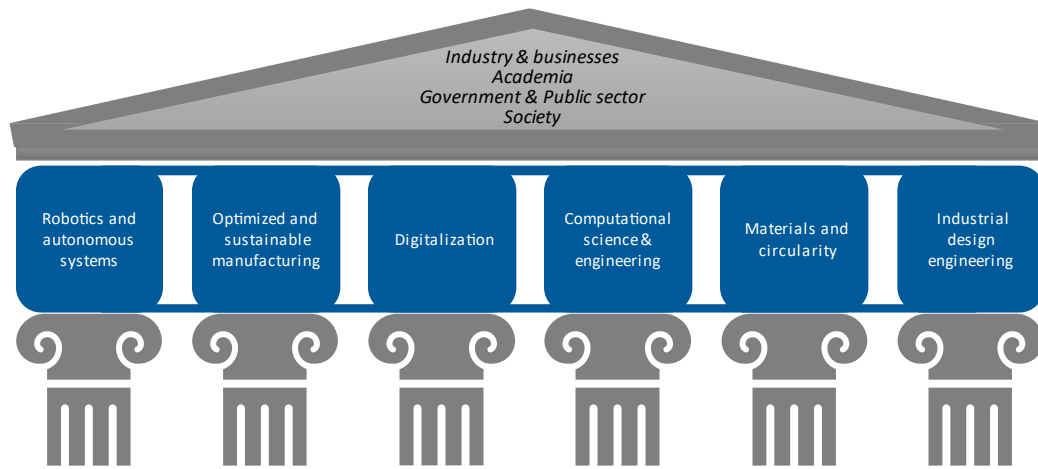 Industry & businesses
Academia
Government & Public sector
Society
Robotics and
autonomous
systems
Optimized and
sustainable
manufacturing
Digitalization
Computational
science &
engineering
Materials and
circularity
Industrial
design
engineering